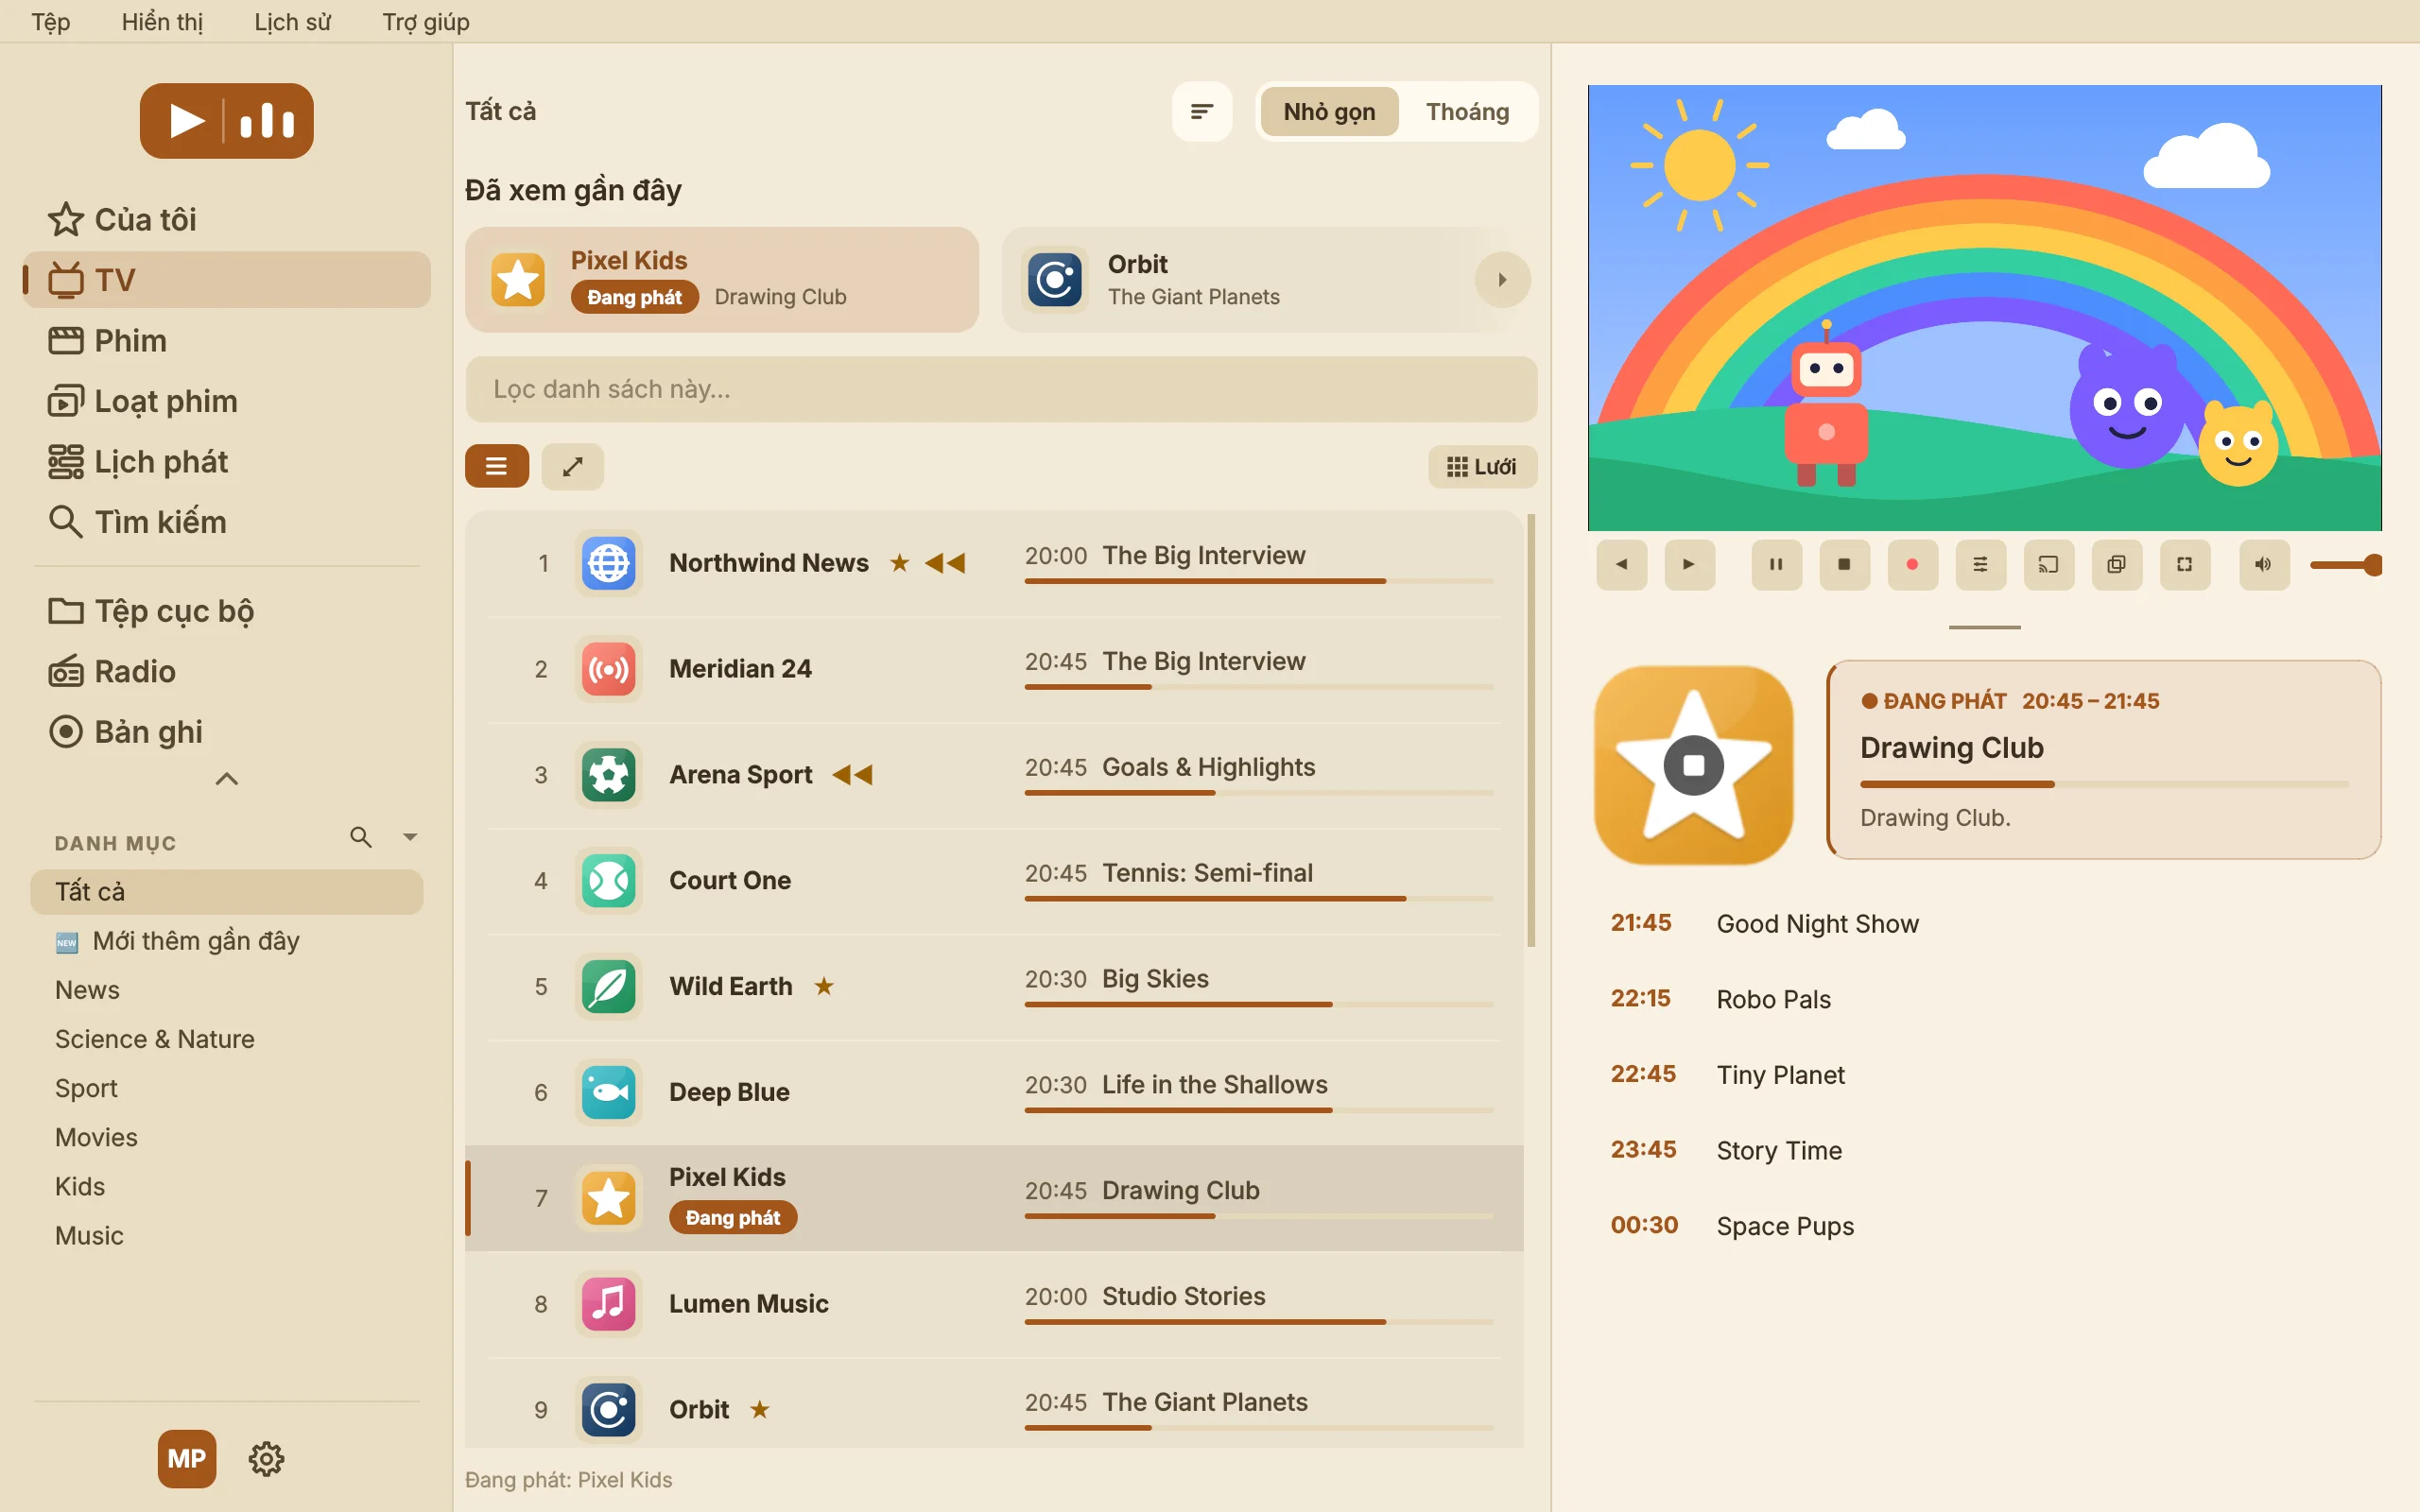 Tệp Hiển thị Lịch sử Trợ giúp
Của tôi
TV
Phim
Loạt phim
Lịch phát
Tìm kiếm
Tệp cục bộ
Radio
Bản ghi
DANH MỤC
Tất cả
NEW Mới thêm gần đây
News
Science & Nature
Sport
Movies
Kids
Music
MP
Tất cả
Nhỏ gọn Thoáng
Đã xem gần đây
Pixel Kids
Đang phát Drawing Club
Orbit
The Giant Planets
Lọc danh sách này...
Lưới
1 Northwind News 20:00 The Big Interview
2 Meridian 24 20:45 The Big Interview
3 Arena Sport 20:45 Goals & Highlights
4 Court One 20:45 Tennis: Semi-final
5 Wild Earth 20:30 Big Skies
6 Deep Blue 20:30 Life in the Shallows
7 Pixel Kids 20:45 Drawing Club
Đang phát
8 Lumen Music 20:00 Studio Stories
9 Orbit 20:45 The Giant Planets
Đang phát: Pixel Kids
ĐANG PHÁT 20:45 – 21:45
Drawing Club
Drawing Club.
21:45 Good Night Show
22:15 Robo Pals
22:45 Tiny Planet
23:45 Story Time
00:30 Space Pups